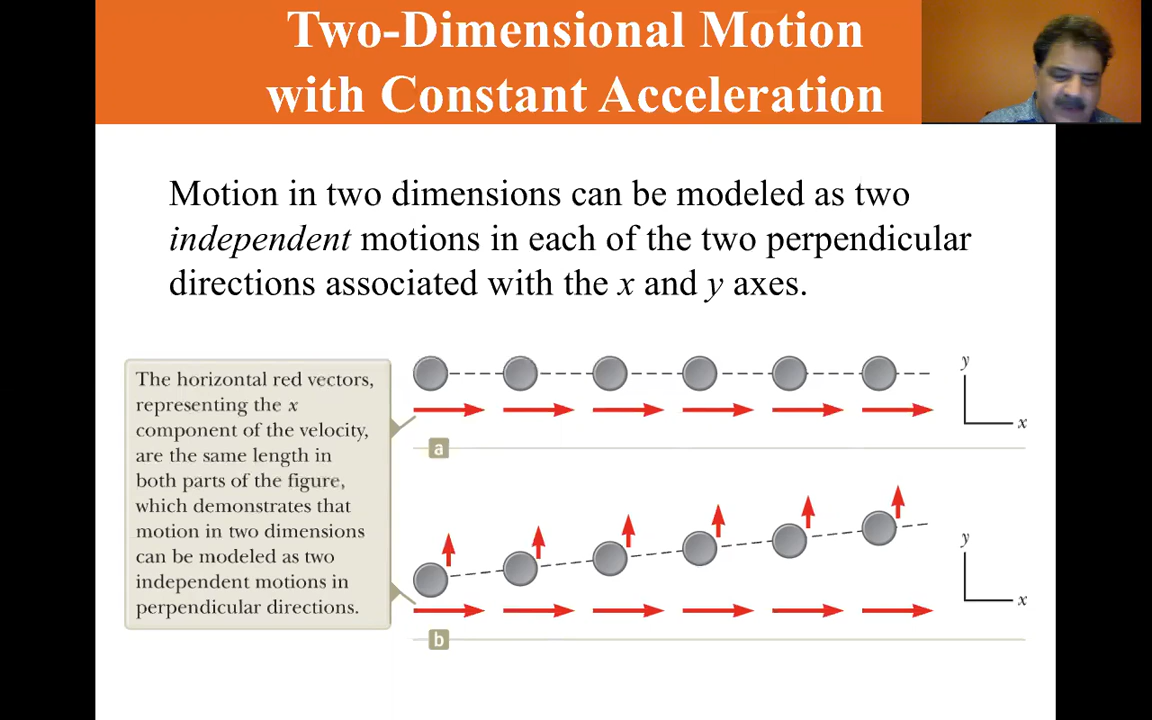 Two-Dimensional Motion
with Constant Acceleration
Motion in two dimensions can be modeled as two
independent motions in each of the two perpendicular
directions associated with the x and y axes.
The horizontal red vectors,
representing the x
component of the velocity,
are the same length in
both parts of the figure,
which demonstrates that
motion in two dimensions
can be modeled as two
independent motions in
perpendicular directions.
y
x
a
y
x
b